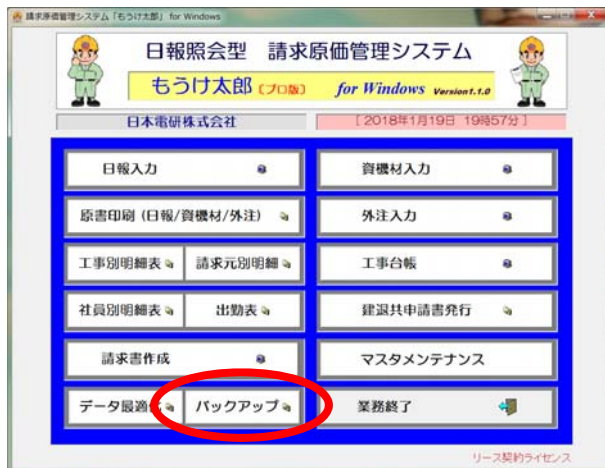 請求原価管理システム「もうけ太郎」 for Windows
日報照会型 請求原価管理システム
もうけ太郎 (プロ版) for Windows Version1.1.0
日本電研株式会社 [2018年1月19日 19時57分]
日報入力 資機材入力
原書印刷 (日報/資機材/外注) 外注入力
工事別明細表 請求元別明細 工事台帳
社員別明細表 出勤表 建退共申請書発行
請求書作成 マスタメンテナンス
データ最適化 バックアップ 業務終了
リース契約ライセンス